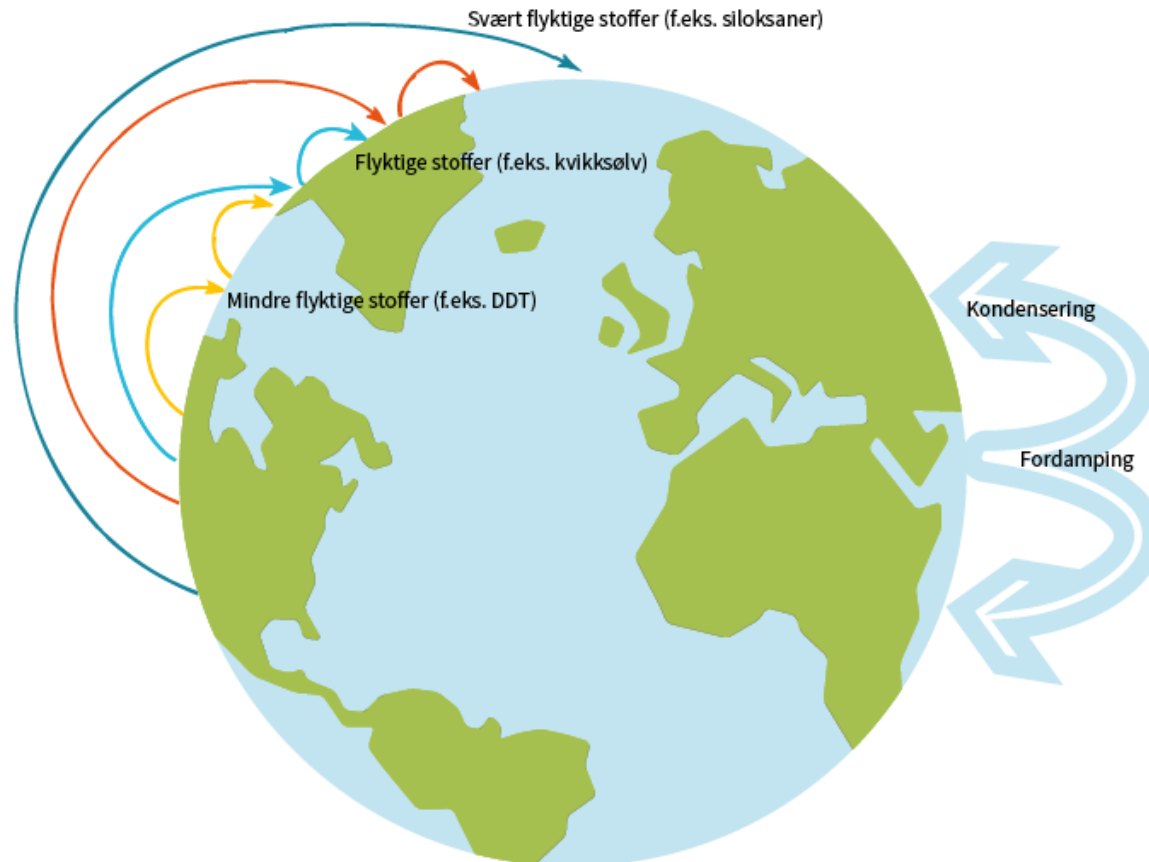 Svært flyktige stoffer (f.eks. siloksaner)
Flyktige stoffer (f.eks. kvikksølv)
Mindre flyktige stoffer (f.eks. DDT)
Kondensering
Fordamping